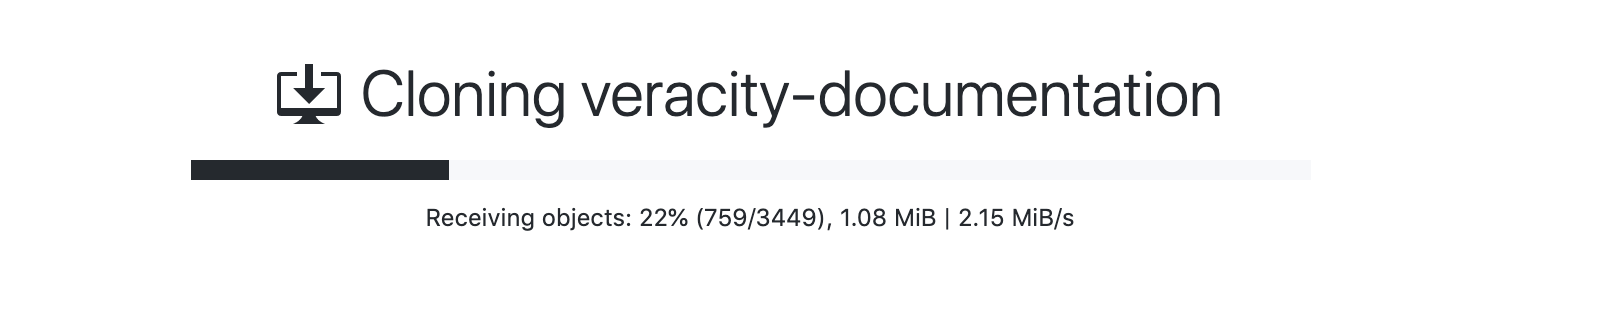 Cloning veracity-documentation
Receiving objects: 22% (759/3449), 1.08 MiB | 2.15 MiB/s